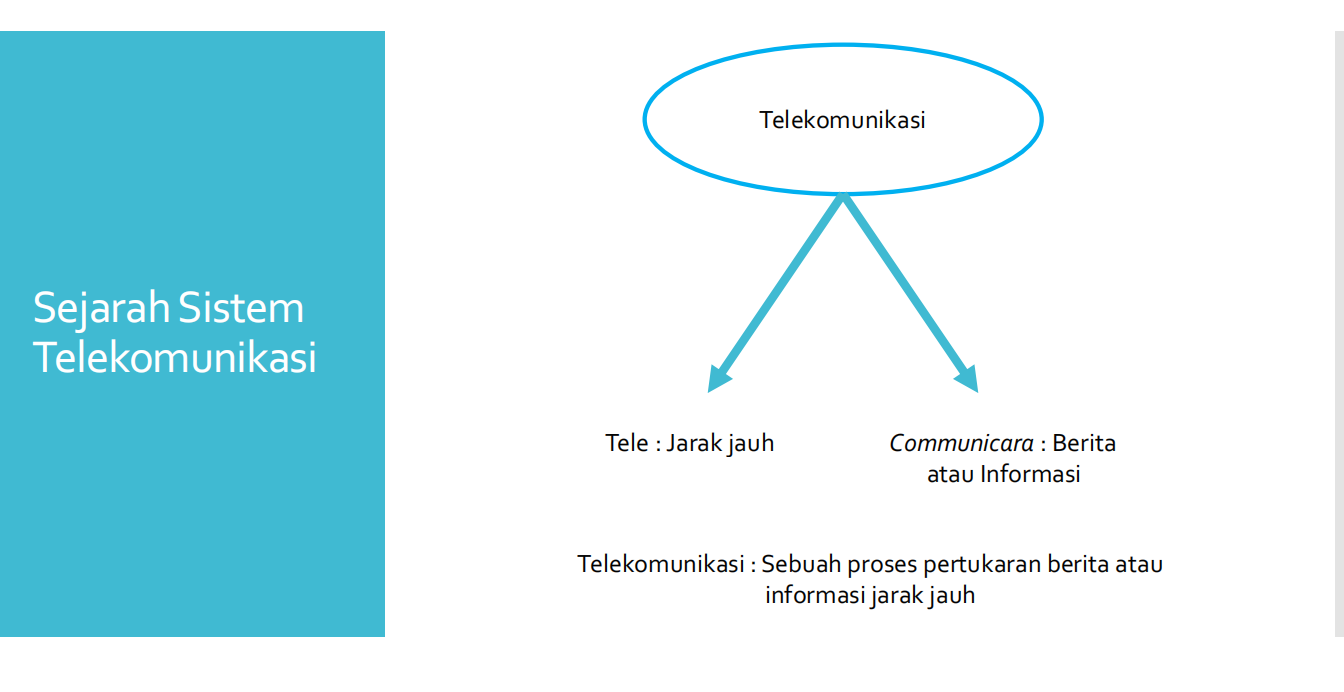 Sejarah Sistem
Telekomunikasi
Telekomunikasi
Tele : Jarak jauh
Communicara : Berita
atau Informasi
Telekomunikasi : Sebuah proses pertukaran berita atau
informasi jarak jauh